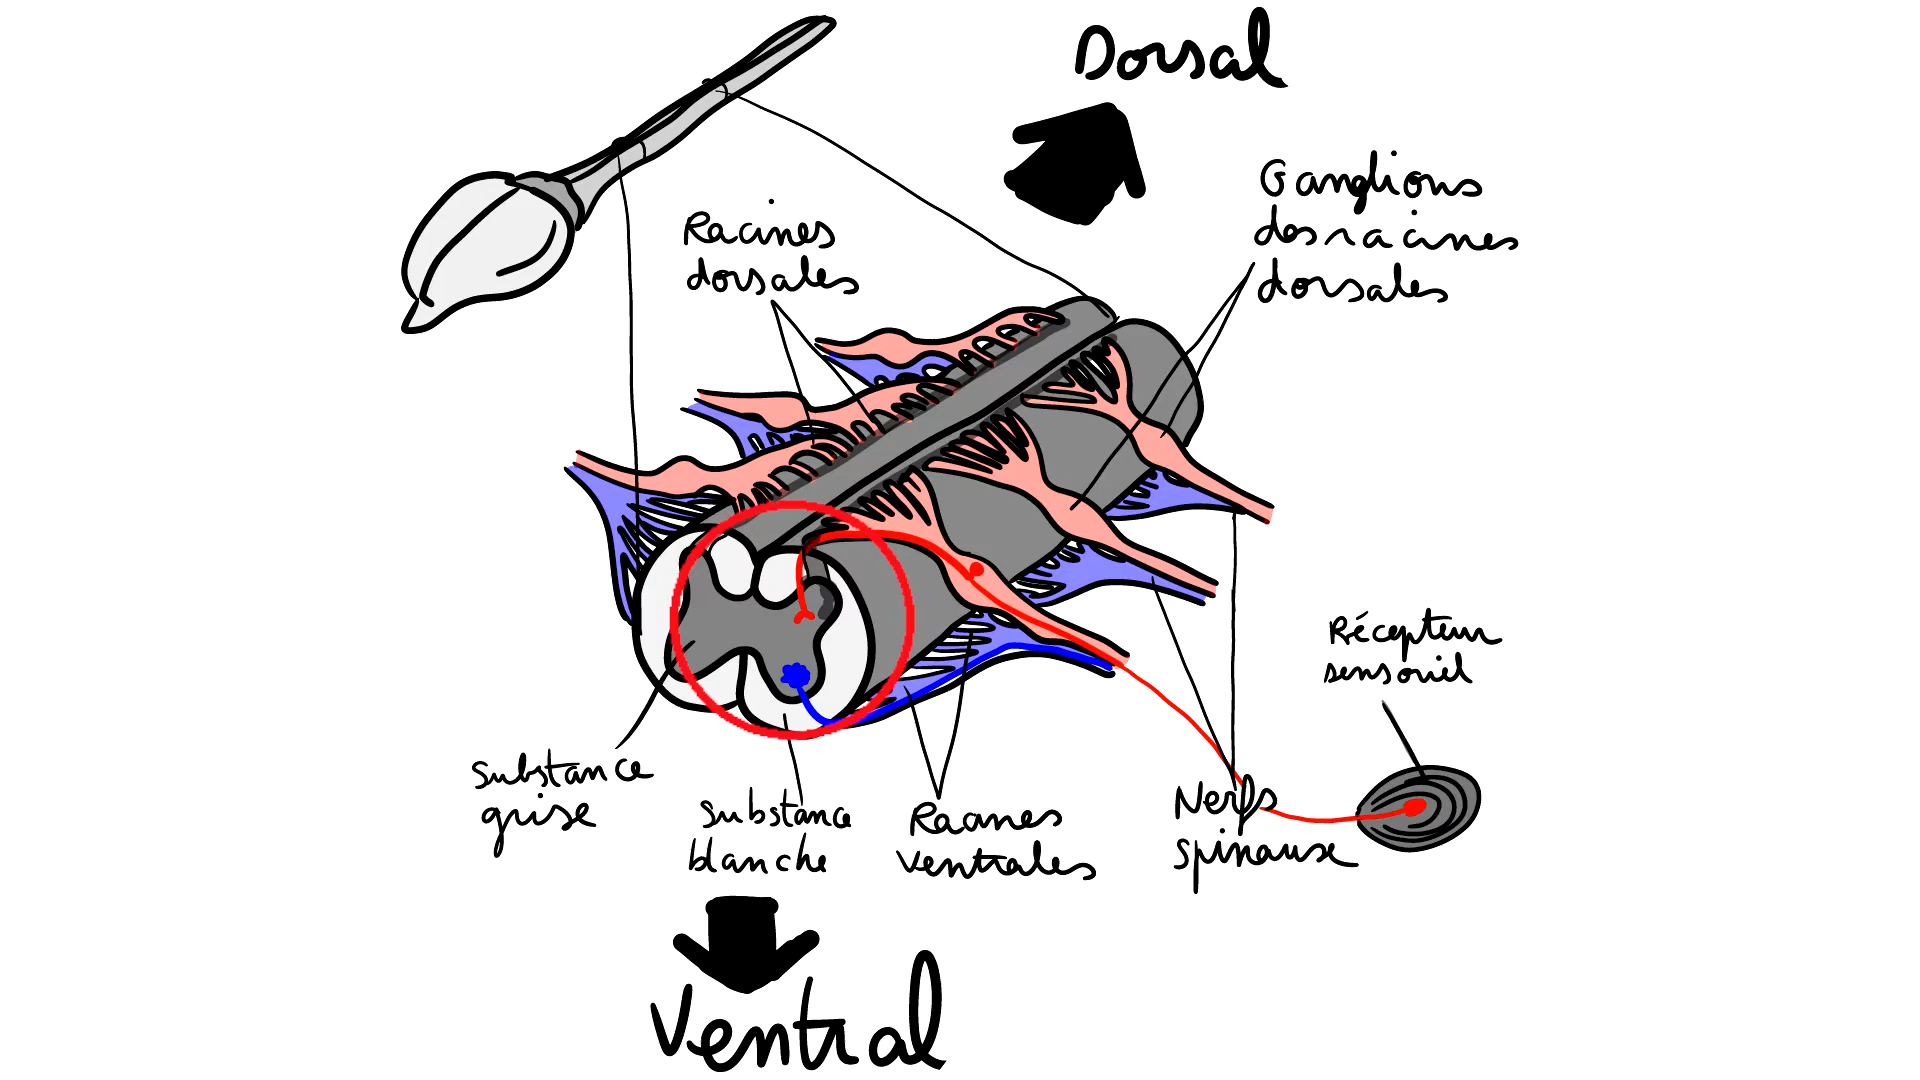 Dorsal
Ganglions
des racines
dorsales
Racines
dorsales
Récepteur
sensoriel
Substance
grise
Substance
blanche
Racines
ventrales
Nerfs
spinaux
Ventral